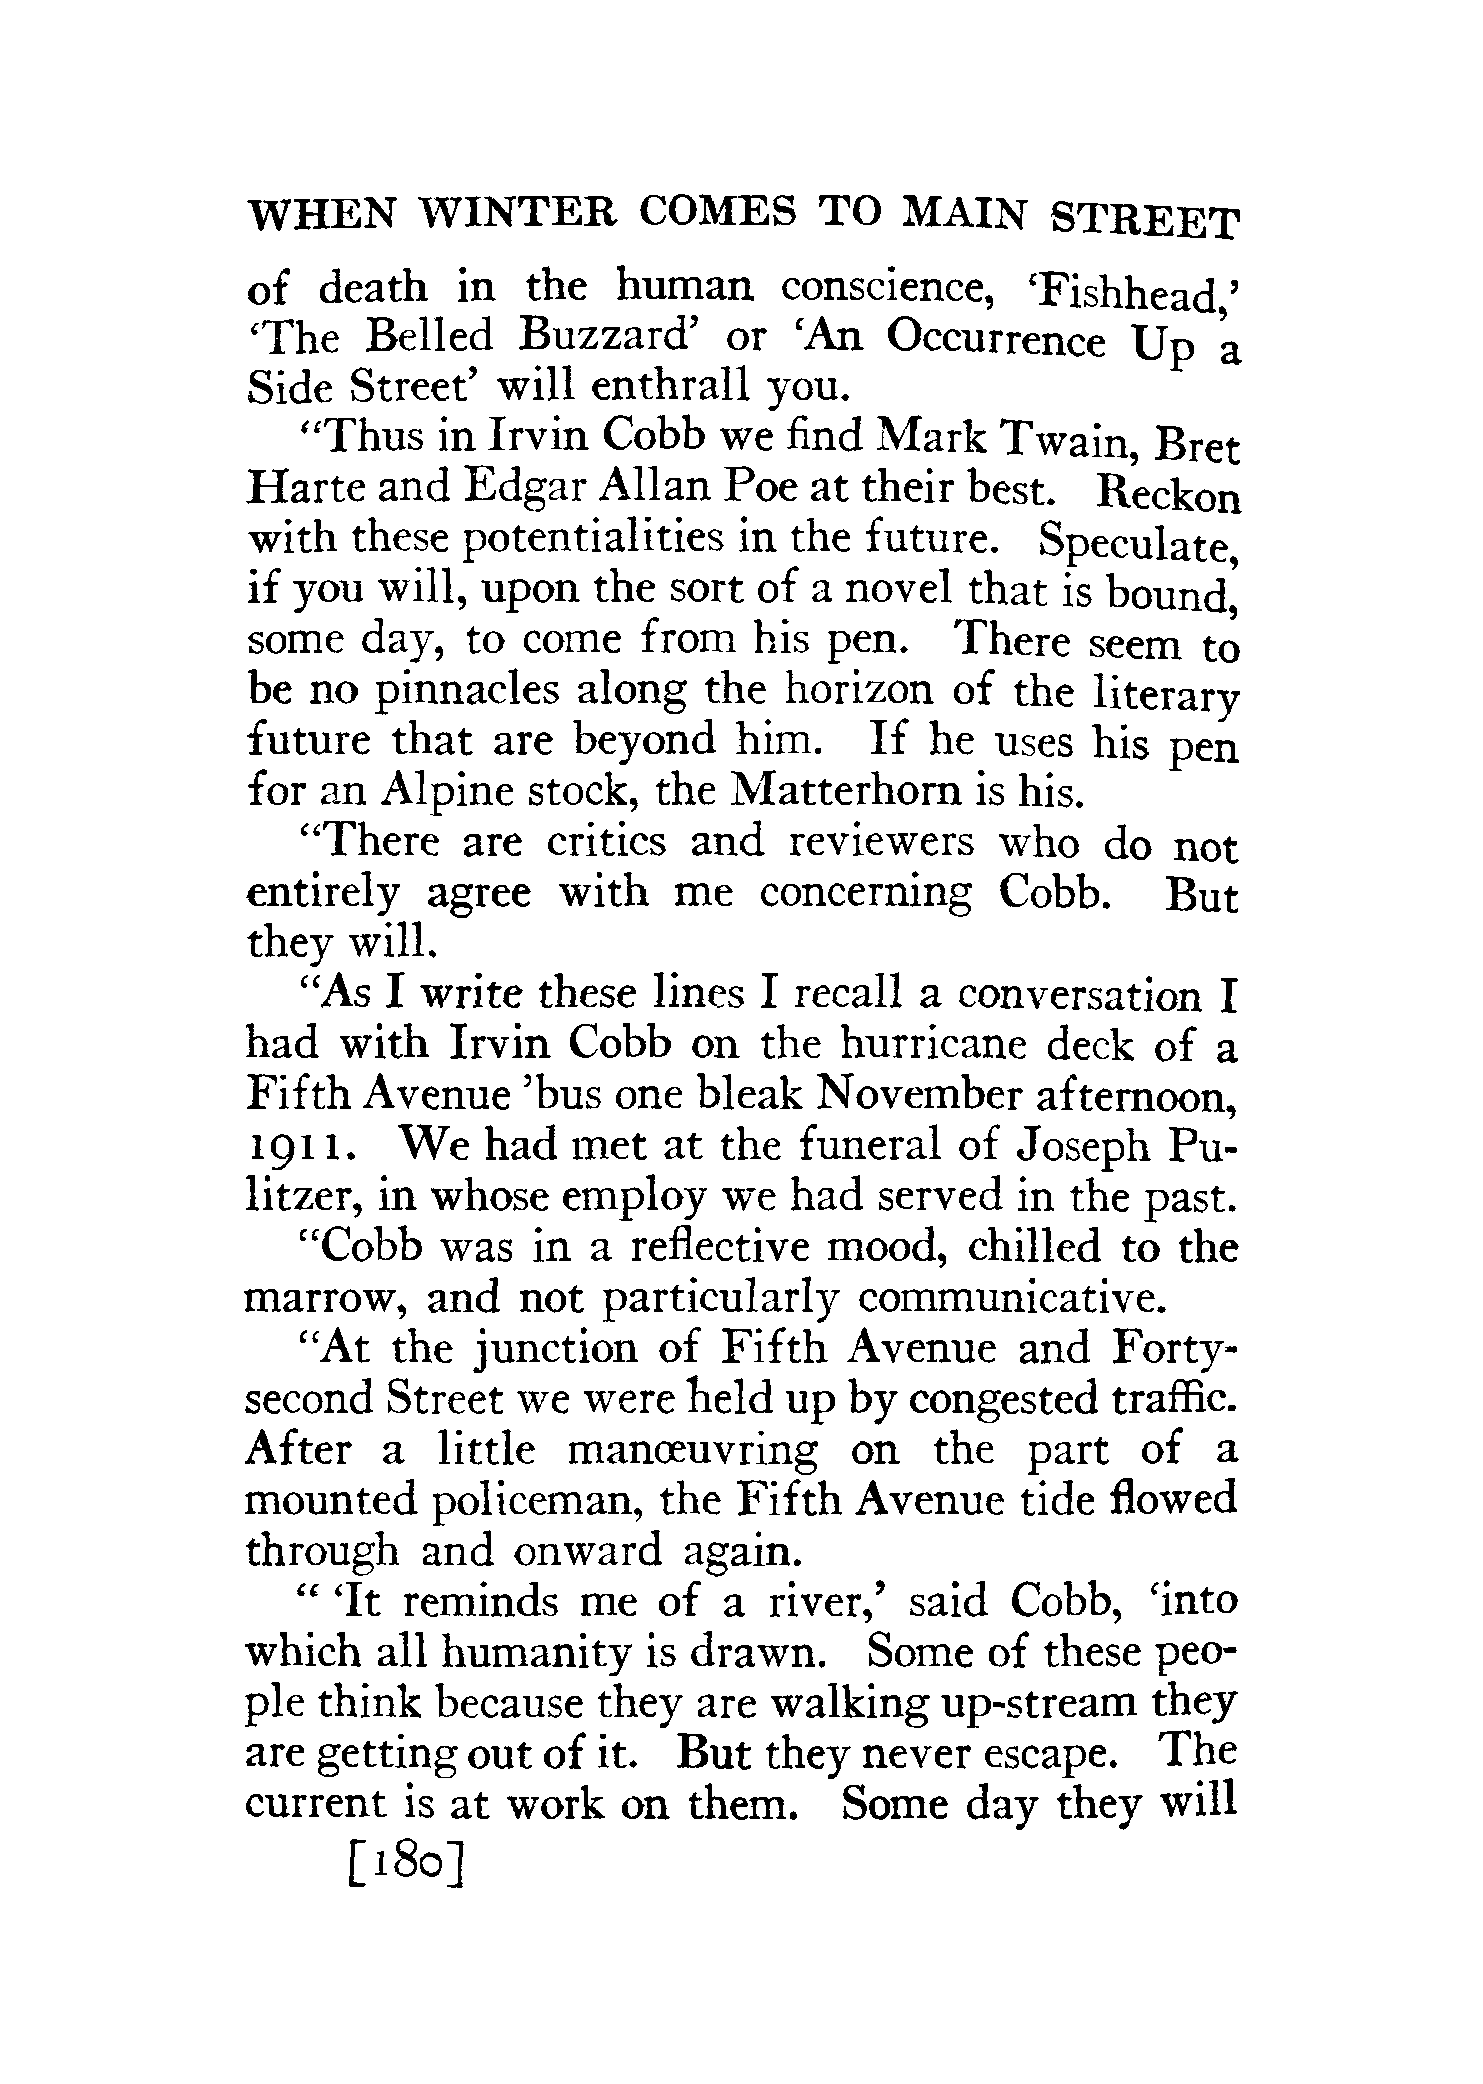 WHEN WINTER COMES TO MAIN STREET
of death in the human conscience, ‘Fishhead,’
‘The Belled Buzzard’ or ‘An Occurrence Up a
Side Street’ will enthrall you.
“Thus in Irvin Cobb we find Mark Twain, Bret
Harte and Edgar Allan Poe at their best. Reckon
with these potentialities in the future. Speculate,
if you will, upon the sort of a novel that is bound,
some day, to come from his pen. There seem to
be no pinnacles along the horizon of the literary
future that are beyond him. If he uses his pen
for an Alpine stock, the Matterhorn is his.
“There are critics and reviewers who do not
entirely agree with me concerning Cobb. But
they will.
“As I write these lines I recall a conversation I
had with Irvin Cobb on the hurricane deck of a
Fifth Avenue ’bus one bleak November afternoon,
1911. We had met at the funeral of Joseph Pu-
litzer, in whose employ we had served in the past.
“Cobb was in a reflective mood, chilled to the
marrow, and not particularly communicative.
“At the junction of Fifth Avenue and Forty-
second Street we were held up by congested traffic.
After a little manœuvring on the part of a
mounted policeman, the Fifth Avenue tide flowed
through and onward again.
“ ‘It reminds me of a river,’ said Cobb, ‘into
which all humanity is drawn. Some of these peo-
ple think because they are walking up-stream they
are getting out of it. But they never escape. The
current is at work on them. Some day they will
[180]